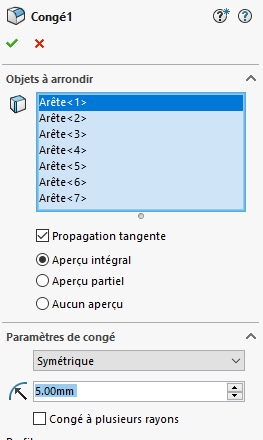 Congé1
Objets à arrondir
Arête<1>
Arête<2>
Arête<3>
Arête<4>
Arête<5>
Arête<6>
Arête<7>
Propagation tangente
Aperçu intégral
Aperçu partiel
Aucun aperçu
Paramètres de congé
Symétrique
5.00mm
Congé à plusieurs rayons